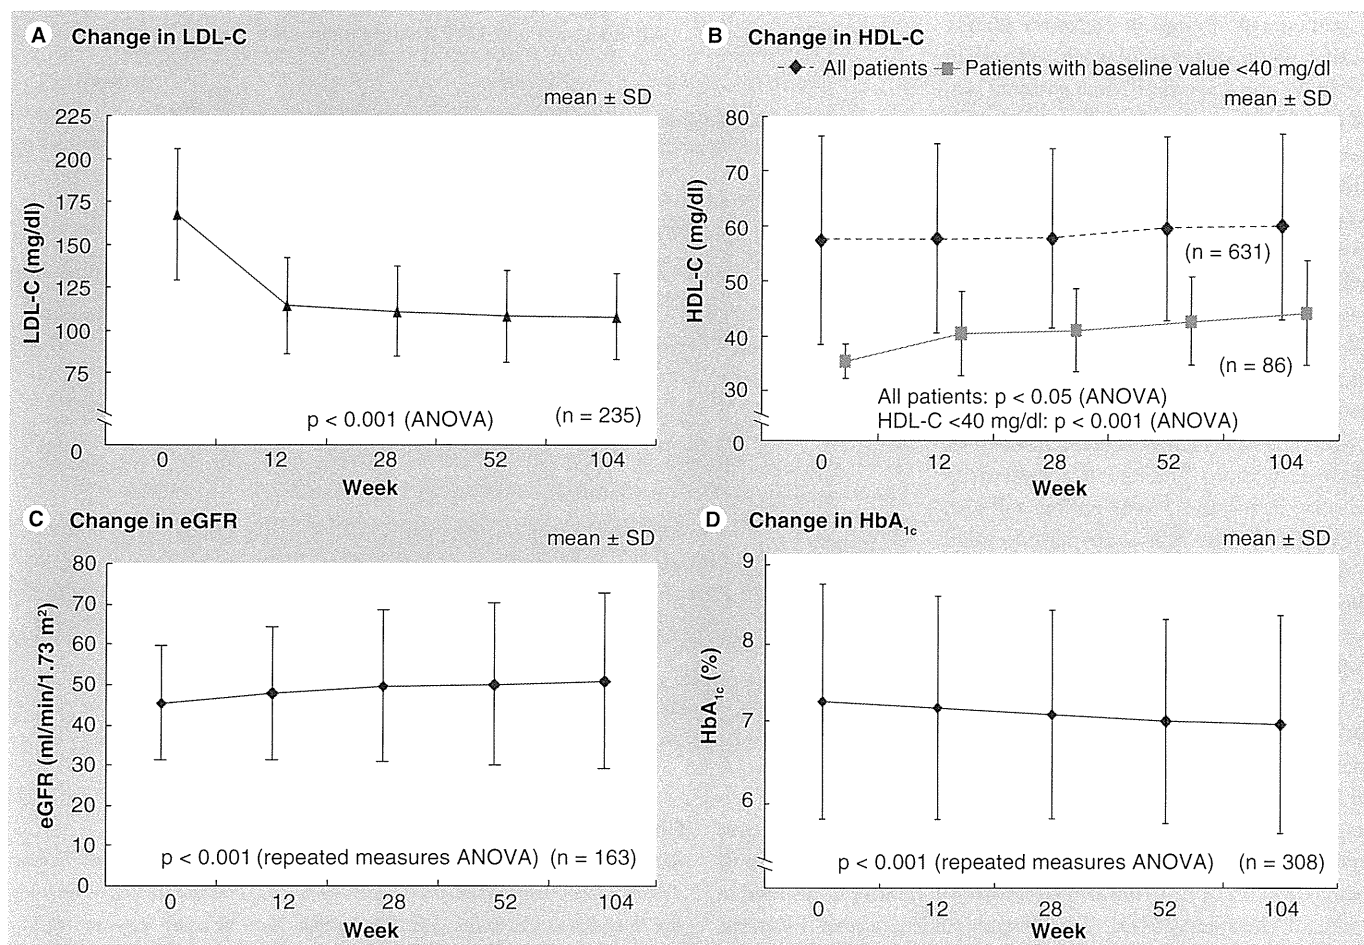 A Change in LDL-C
mean ± SD
LDL-C (mg/dl)
225
200
175
150
125
100
75
0
p < 0.001 (ANOVA)
(n = 235)
0 12 28 52 104
Week
B Change in HDL-C
All patients Patients with baseline value <40 mg/dl
mean ± SD
HDL-C (mg/dl)
80
70
60
50
40
30
0
(n = 631)
(n = 86)
All patients: p < 0.05 (ANOVA)
HDL-C <40 mg/dl: p < 0.001 (ANOVA)
0 12 28 52 104
Week
C Change in eGFR
mean ± SD
eGFR (ml/min/1.73 m²)
80
70
60
50
40
30
20
10
0
p < 0.001 (repeated measures ANOVA) (n = 163)
0 12 28 52 104
Week
D Change in HbA1c
mean ± SD
HbA1c (%)
9
8
7
6
p < 0.001 (repeated measures ANOVA) (n = 308)
0 12 28 52 104
Week